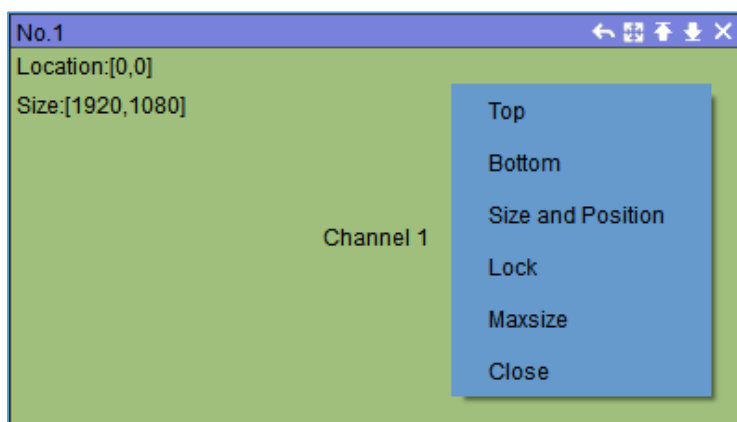 No.1
Location:[0,0]
Size:[1920,1080]
Channel 1
Top
Bottom
Size and Position
Lock
Maxsize
Close